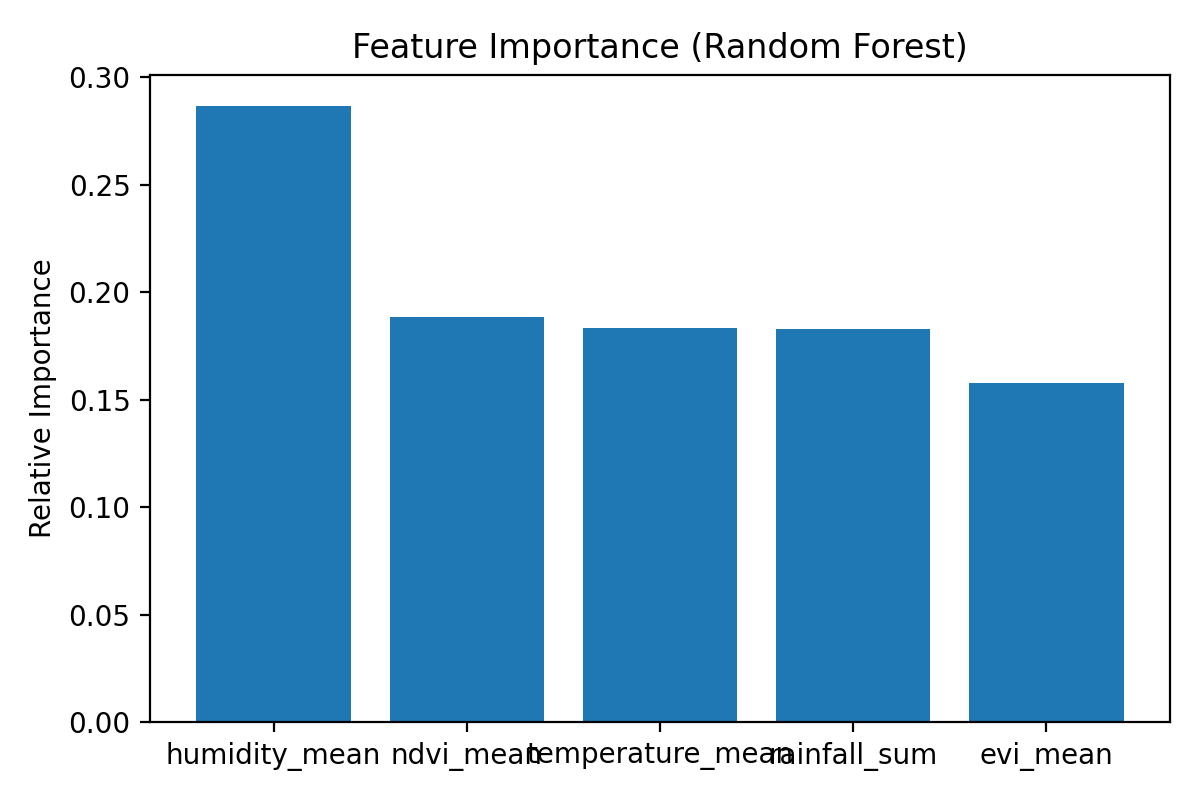 Feature Importance (Random Forest)
Relative Importance
0.30
0.25
0.20
0.15
0.10
0.05
0.00
humidity_mean ndvi_mean temperature_mean rainfall_sum evi_mean